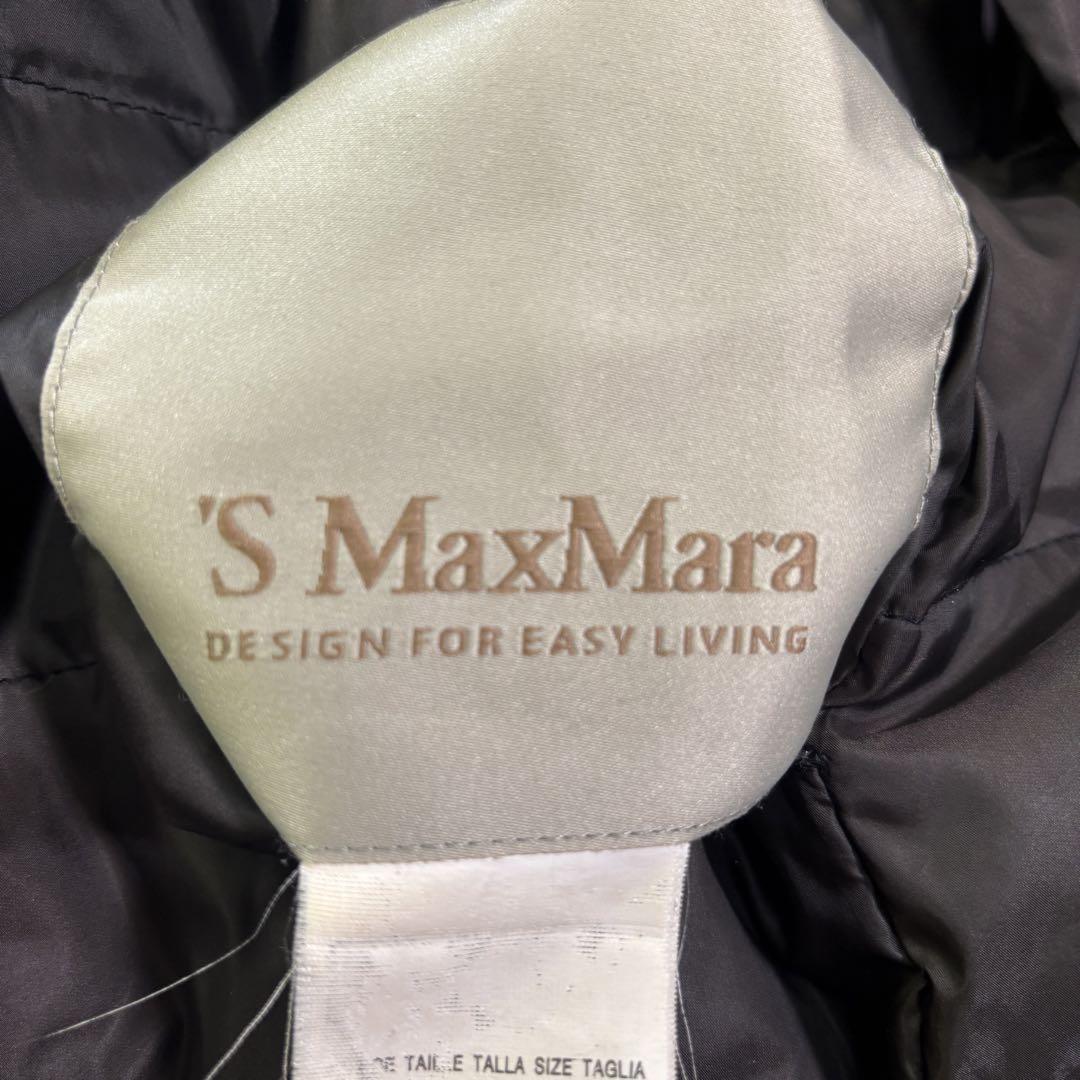 'S MaxMara
DESIGN FOR EASY LIVING
TALLA SIZE TAGLIA